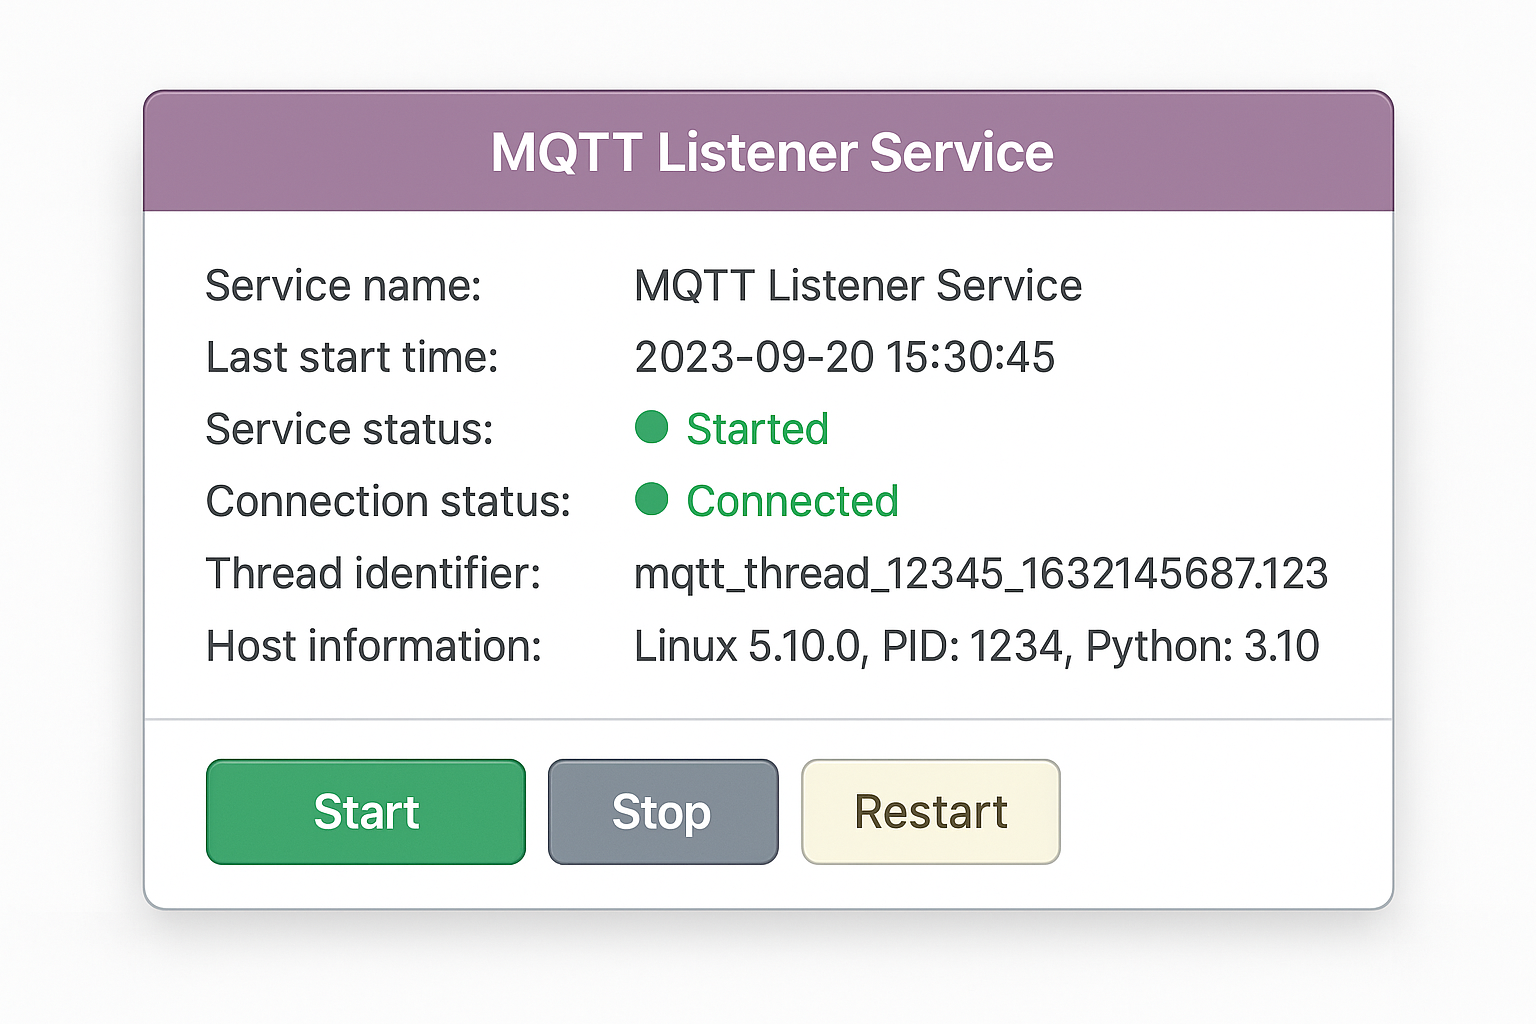 MQTT Listener Service
Service name: MQTT Listener Service
Last start time: 2023-09-20 15:30:45
Service status: Started
Connection status: Connected
Thread identifier: mqtt_thread_12345_1632145687.123
Host information: Linux 5.10.0, PID: 1234, Python: 3.10
Start Stop Restart